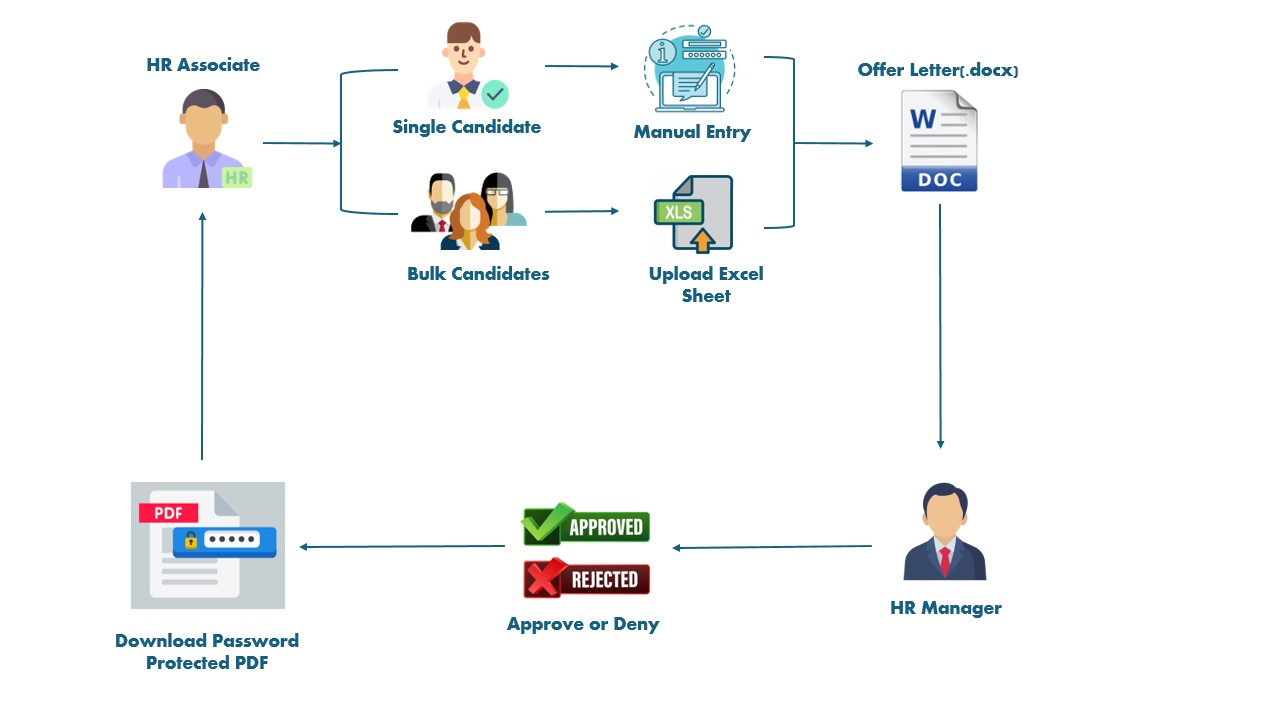 HR Associate
HR
Single Candidate
Manual Entry
Offer Letter(.docx)
W
DOC
Bulk Candidates
XLS
Upload Excel
Sheet
PDF
Download Password
Protected PDF
APPROVED
REJECTED
Approve or Deny
HR Manager